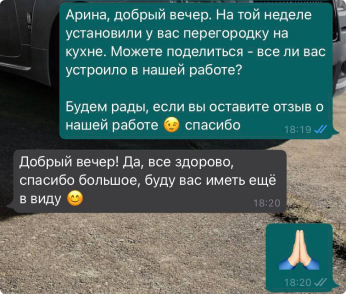 Арина, добрый вечер. На той неделе
установили у вас перегородку на
кухне. Можете поделиться - все ли вас
устроило в нашей работе?
Будем рады, если вы оставите отзыв о
нашей работе 😉 спасибо
18:19
Добрый вечер! Да, все здорово,
спасибо большое, буду вас иметь ещё
в виду 😊
18:20
🙏🏻
18:20